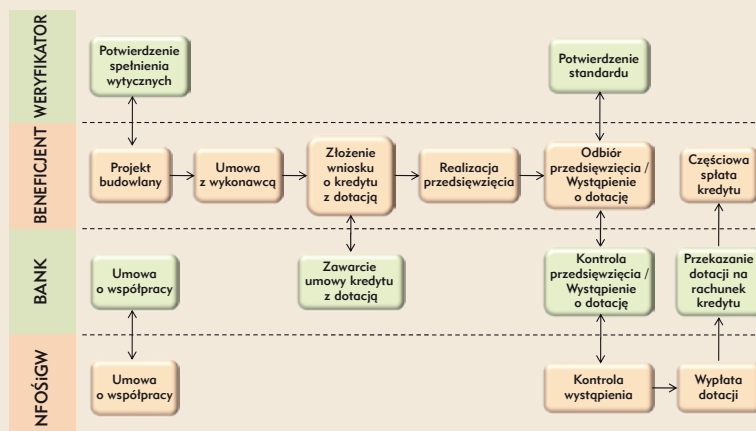 WERYFIKATOR
Potwierdzenie
spełnienia
wytycznych
Potwierdzenie
standardu
BENEFICJENT
Projekt
budowlany
Umowa
z wykonawcą
Złożenie
wniosku
o kredytu
z dotacją
Realizacja
przedsięwzięcia
Odbiór
przedsięwzięcia /
Wystąpienie
o dotację
Częściowa
spłata
kredytu
BANK
Umowa
o współpracy
Zawarcie
umowy kredytu
z dotacją
Kontrola
przedsięwzięcia /
Wystąpienie
o dotację
Przekazanie
dotacji na
rachunek
kredytu
NFOŚiGW
Umowa
o współpracy
Kontrola
wystąpienia
Wypłata
dotacji